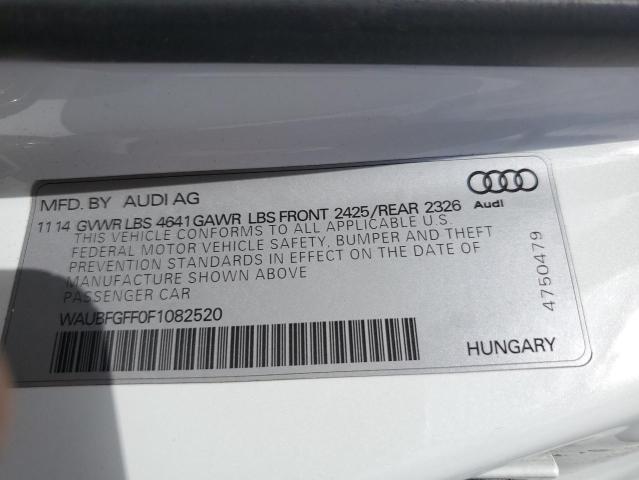 MFD. BY AUDI AG
11 14 GVWR LBS 4641 GAWR LBS FRONT 2425/REAR 2326
THIS VEHICLE CONFORMS TO ALL APPLICABLE U.S.
FEDERAL MOTOR VEHICLE SAFETY, BUMPER AND THEFT
PREVENTION STANDARDS IN EFFECT ON THE DATE OF
MANUFACTURE SHOWN ABOVE
PASSENGER CAR
WAUBFGFF0F1082520
Audi
4750479
HUNGARY